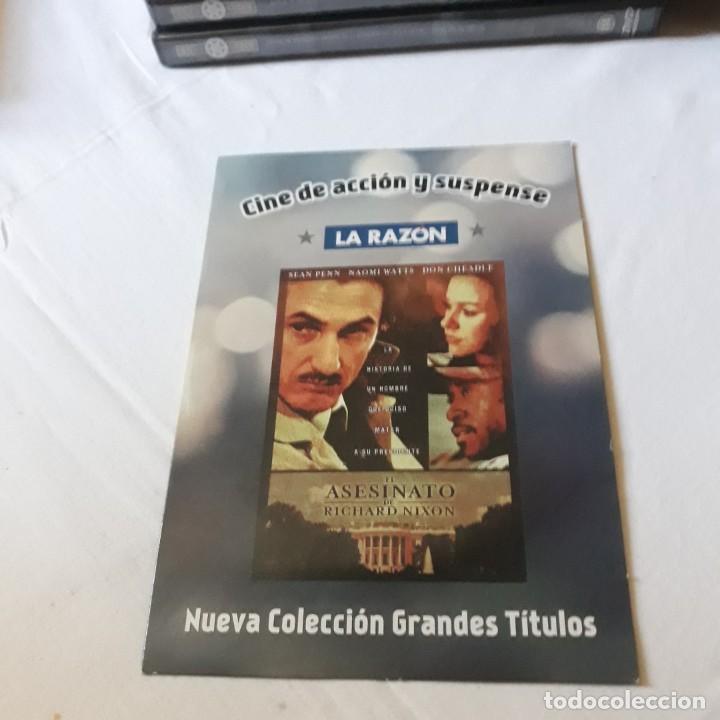 Cine de acción y suspense
LA RAZÓN
SEAN PENN NAOMI WATTS DON CHEADLE
LA
HISTORIA DE
UN HOMBRE
QUE QUISO
MATAR
A SU PRESIDENTE
EL
ASESINATO
DE
RICHARD NIXON
Nueva Colección Grandes Títulos
todocoleccion